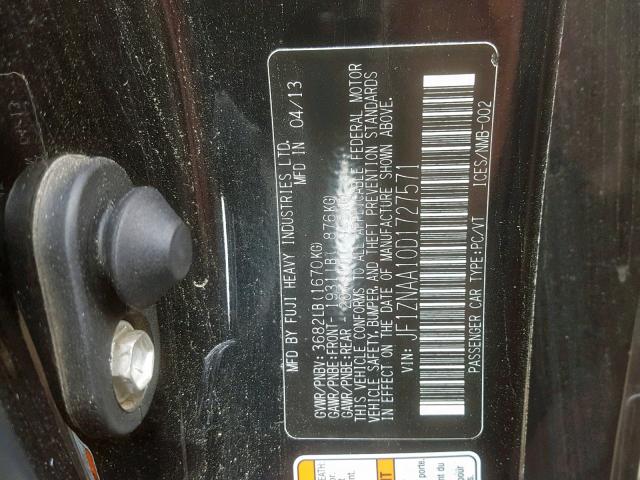 MFD BY FUJI HEAVY INDUSTRIES LTD.
MFD IN 04/13
GVWR/PNBV: 3682LB (1670KG)
GAWR/PNBE: FRONT- 1931LB( 876KG)
GAWR/PNBE: REAR
THIS VEHICLE CONFORMS TO ALL APPLICABLE FEDERAL MOTOR
VEHICLE SAFETY, BUMPER, AND THEFT PREVENTION STANDARDS
IN EFFECT ON THE DATE OF MANUFACTURE SHOWN ABOVE.
VIN: JF1ZNAA10D1727571
PASSENGER CAR TYPE:PC/VT ICES/NMB-002